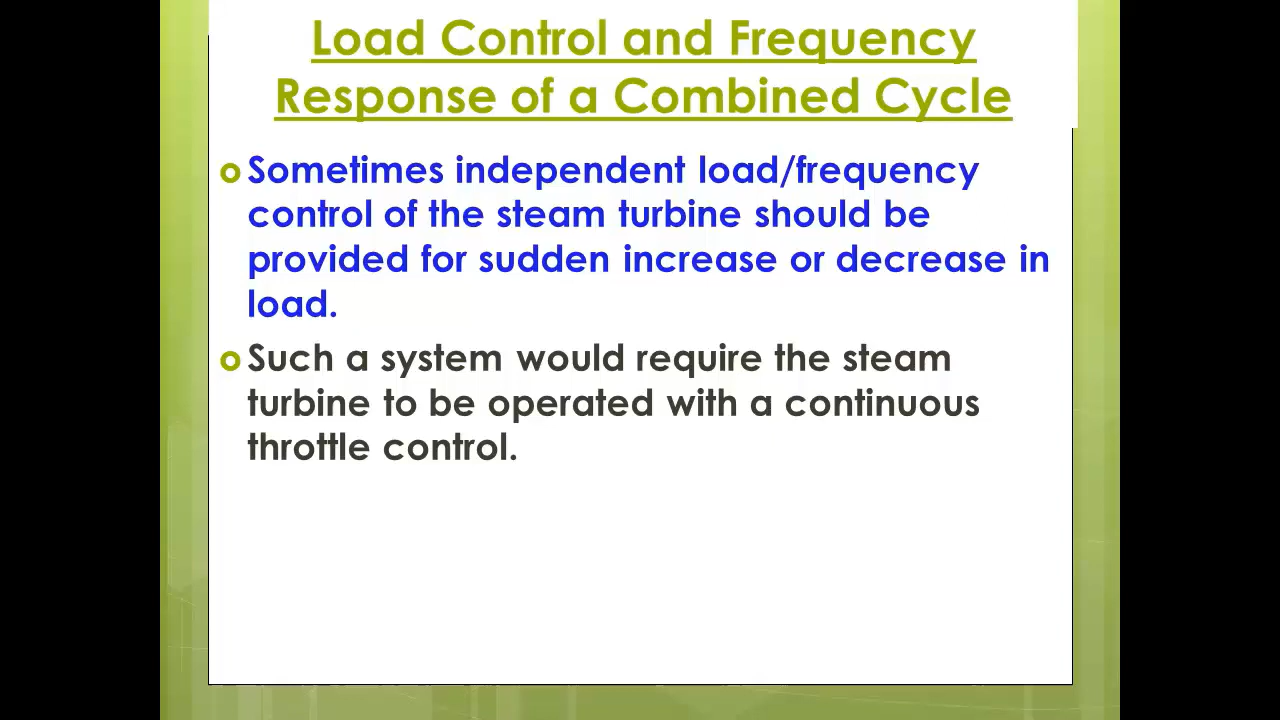 Load Control and Frequency
Response of a Combined Cycle
Sometimes independent load/frequency
control of the steam turbine should be
provided for sudden increase or decrease in
load.
Such a system would require the steam
turbine to be operated with a continuous
throttle control.